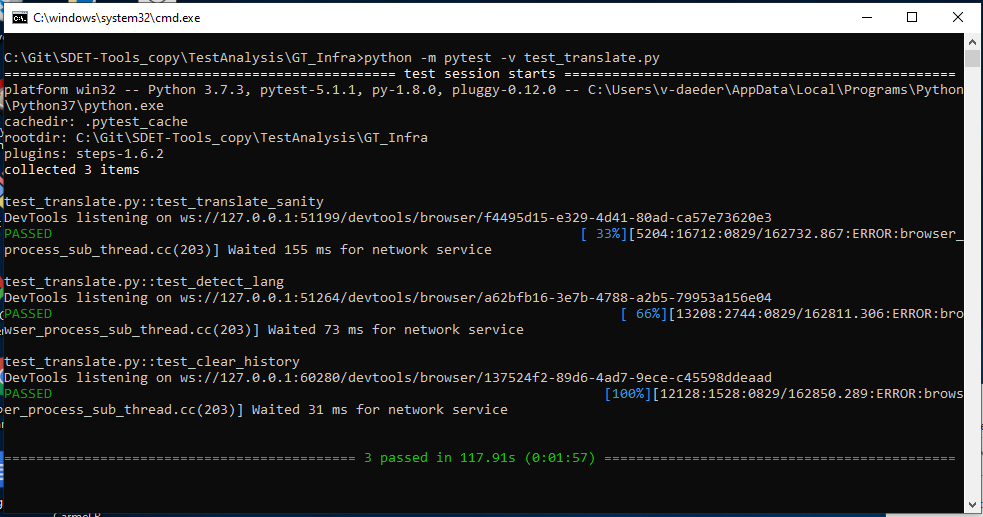 C:\windows\system32\cmd.exe
C:\Git\SDET-Tools_copy\TestAnalysis\GT_Infra>python -m pytest -v test_translate.py
================================================= test session starts =================================================
platform win32 -- Python 3.7.3, pytest-5.1.1, py-1.8.0, pluggy-0.12.0 -- C:\Users\v-daeder\AppData\Local\Programs\Python
\Python37\python.exe
cachedir: .pytest_cache
rootdir: C:\Git\SDET-Tools_copy\TestAnalysis\GT_Infra
plugins: steps-1.6.2
collected 3 items
test_translate.py::test_translate_sanity
DevTools listening on ws://127.0.0.1:51199/devtools/browser/f4495d15-e329-4d41-80ad-ca57e73620e3
PASSED [ 33%][5204:16712:0829/162732.867:ERROR:browser_
process_sub_thread.cc(203)] Waited 155 ms for network service
test_translate.py::test_detect_lang
DevTools listening on ws://127.0.0.1:51264/devtools/browser/a62bfb16-3e7b-4788-a2b5-79953a156e04
PASSED [ 66%][13208:2744:0829/162811.306:ERROR:bro
wser_process_sub_thread.cc(203)] Waited 73 ms for network service
test_translate.py::test_clear_history
DevTools listening on ws://127.0.0.1:60280/devtools/browser/137524f2-89d6-4ad7-9ece-c45598ddeaad
PASSED [100%][12128:1528:0829/162850.289:ERROR:brows
er_process_sub_thread.cc(203)] Waited 31 ms for network service
============================================ 3 passed in 117.91s (0:01:57) ============================================